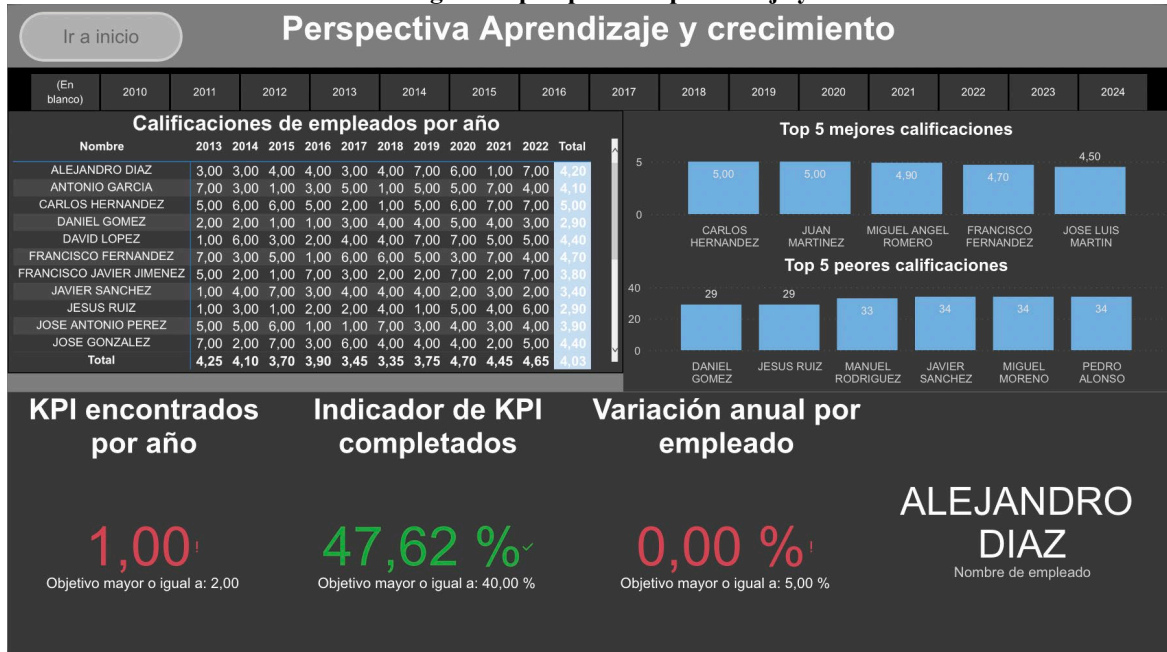 Ir a inicio
Perspectiva Aprendizaje y crecimiento
(En blanco) 2010 2011 2012 2013 2014 2015 2016 2017 2018 2019 2020 2021 2022 2023 2024
Calificaciones de empleados por año
Nombre 2013 2014 2015 2016 2017 2018 2019 2020 2021 2022 Total
ALEJANDRO DIAZ 3,00 3,00 4,00 4,00 3,00 4,00 7,00 6,00 1,00 7,00 4,20
ANTONIO GARCIA 7,00 3,00 1,00 3,00 5,00 1,00 5,00 5,00 7,00 4,00 4,10
CARLOS HERNANDEZ 5,00 6,00 6,00 5,00 2,00 1,00 5,00 6,00 7,00 7,00 5,00
DANIEL GOMEZ 2,00 2,00 1,00 1,00 3,00 4,00 4,00 5,00 4,00 3,00 2,90
DAVID LOPEZ 1,00 6,00 3,00 2,00 4,00 4,00 7,00 7,00 5,00 5,00 4,40
FRANCISCO FERNANDEZ 7,00 3,00 5,00 1,00 6,00 6,00 5,00 3,00 7,00 4,00 4,70
FRANCISCO JAVIER JIMENEZ 5,00 2,00 1,00 7,00 3,00 2,00 2,00 7,00 2,00 7,00 3,80
JAVIER SANCHEZ 1,00 4,00 7,00 3,00 4,00 4,00 4,00 2,00 3,00 2,00 3,40
JESUS RUIZ 1,00 3,00 1,00 2,00 2,00 4,00 1,00 5,00 4,00 6,00 2,90
JOSE ANTONIO PEREZ 5,00 5,00 6,00 1,00 1,00 7,00 3,00 4,00 3,00 4,00 3,90
JOSE GONZALEZ 7,00 2,00 7,00 3,00 6,00 4,00 4,00 4,00 2,00 5,00 4,40
Total 4,25 4,10 3,70 3,90 3,45 3,35 3,75 4,70 4,45 4,65 4,03
Top 5 mejores calificaciones
5
0
5,00 5,00 4,90 4,70 4,50
CARLOS HERNANDEZ
JUAN MARTINEZ
MIGUEL ANGEL ROMERO
FRANCISCO FERNANDEZ
JOSE LUIS MARTIN
Top 5 peores calificaciones
40
20
0
29 29 33 34 34 34
DANIEL GOMEZ
JESUS RUIZ
MANUEL RODRIGUEZ
JAVIER SANCHEZ
MIGUEL MORENO
PEDRO ALONSO
KPI encontrados
por año
1,00!
Objetivo mayor o igual a: 2,00
Indicador de KPI
completados
47,62 %
Objetivo mayor o igual a: 40,00 %
Variación anual por
empleado
0,00 %!
Objetivo mayor o igual a: 5,00 %
ALEJANDRO
DIAZ
Nombre de empleado